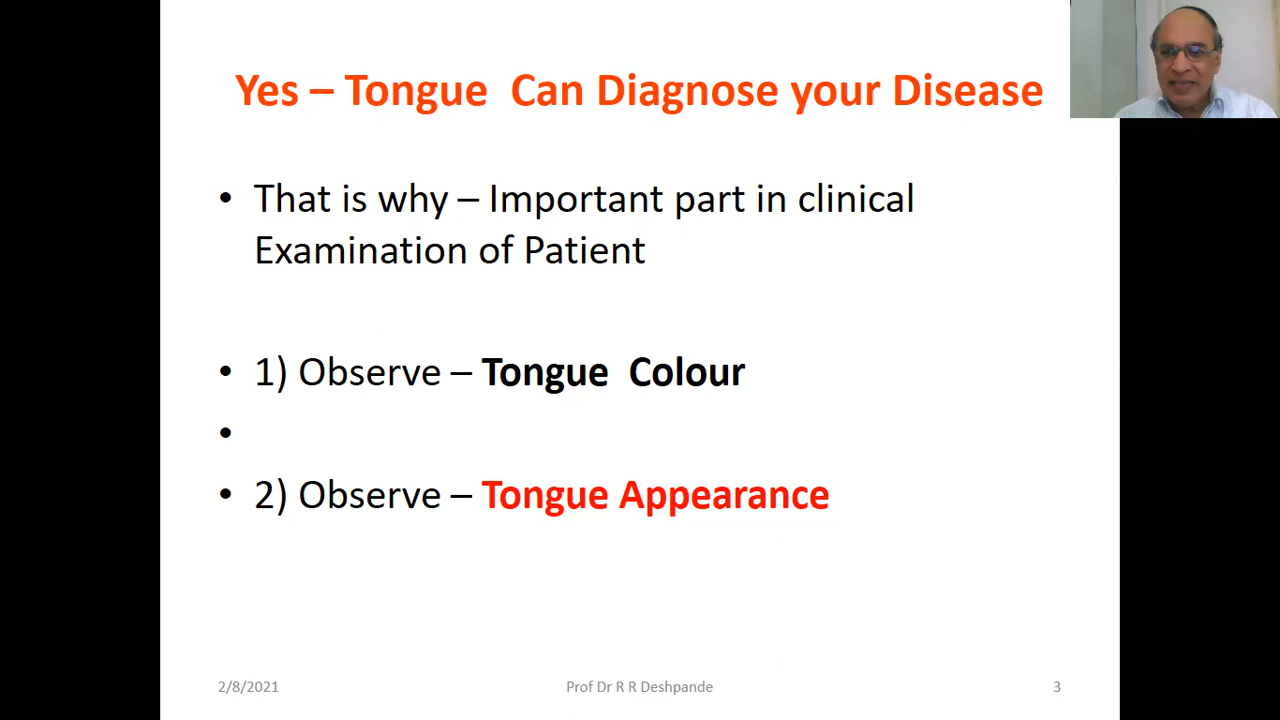 Yes – Tongue Can Diagnose your Disease
• That is why – Important part in clinical
Examination of Patient
• 1) Observe – Tongue Colour
•
• 2) Observe – Tongue Appearance
2/8/2021 Prof Dr R R Deshpande 3